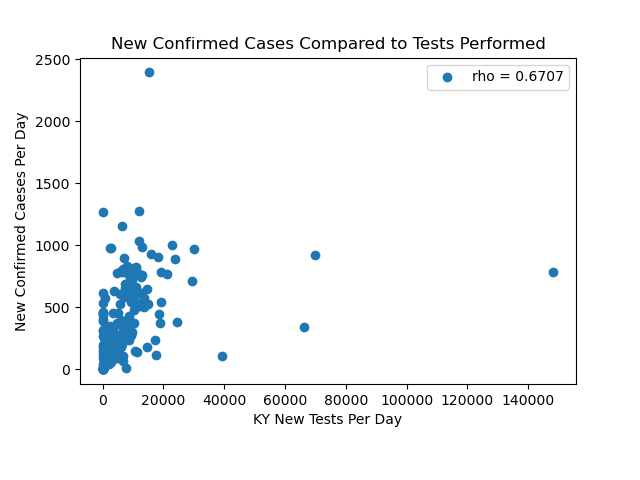 New Confirmed Cases Compared to Tests Performed
rho = 0.6707
2500
2000
1500
1000
500
0
New Confirmed Caeses Per Day
0 20000 40000 60000 80000 100000 120000 140000
KY New Tests Per Day